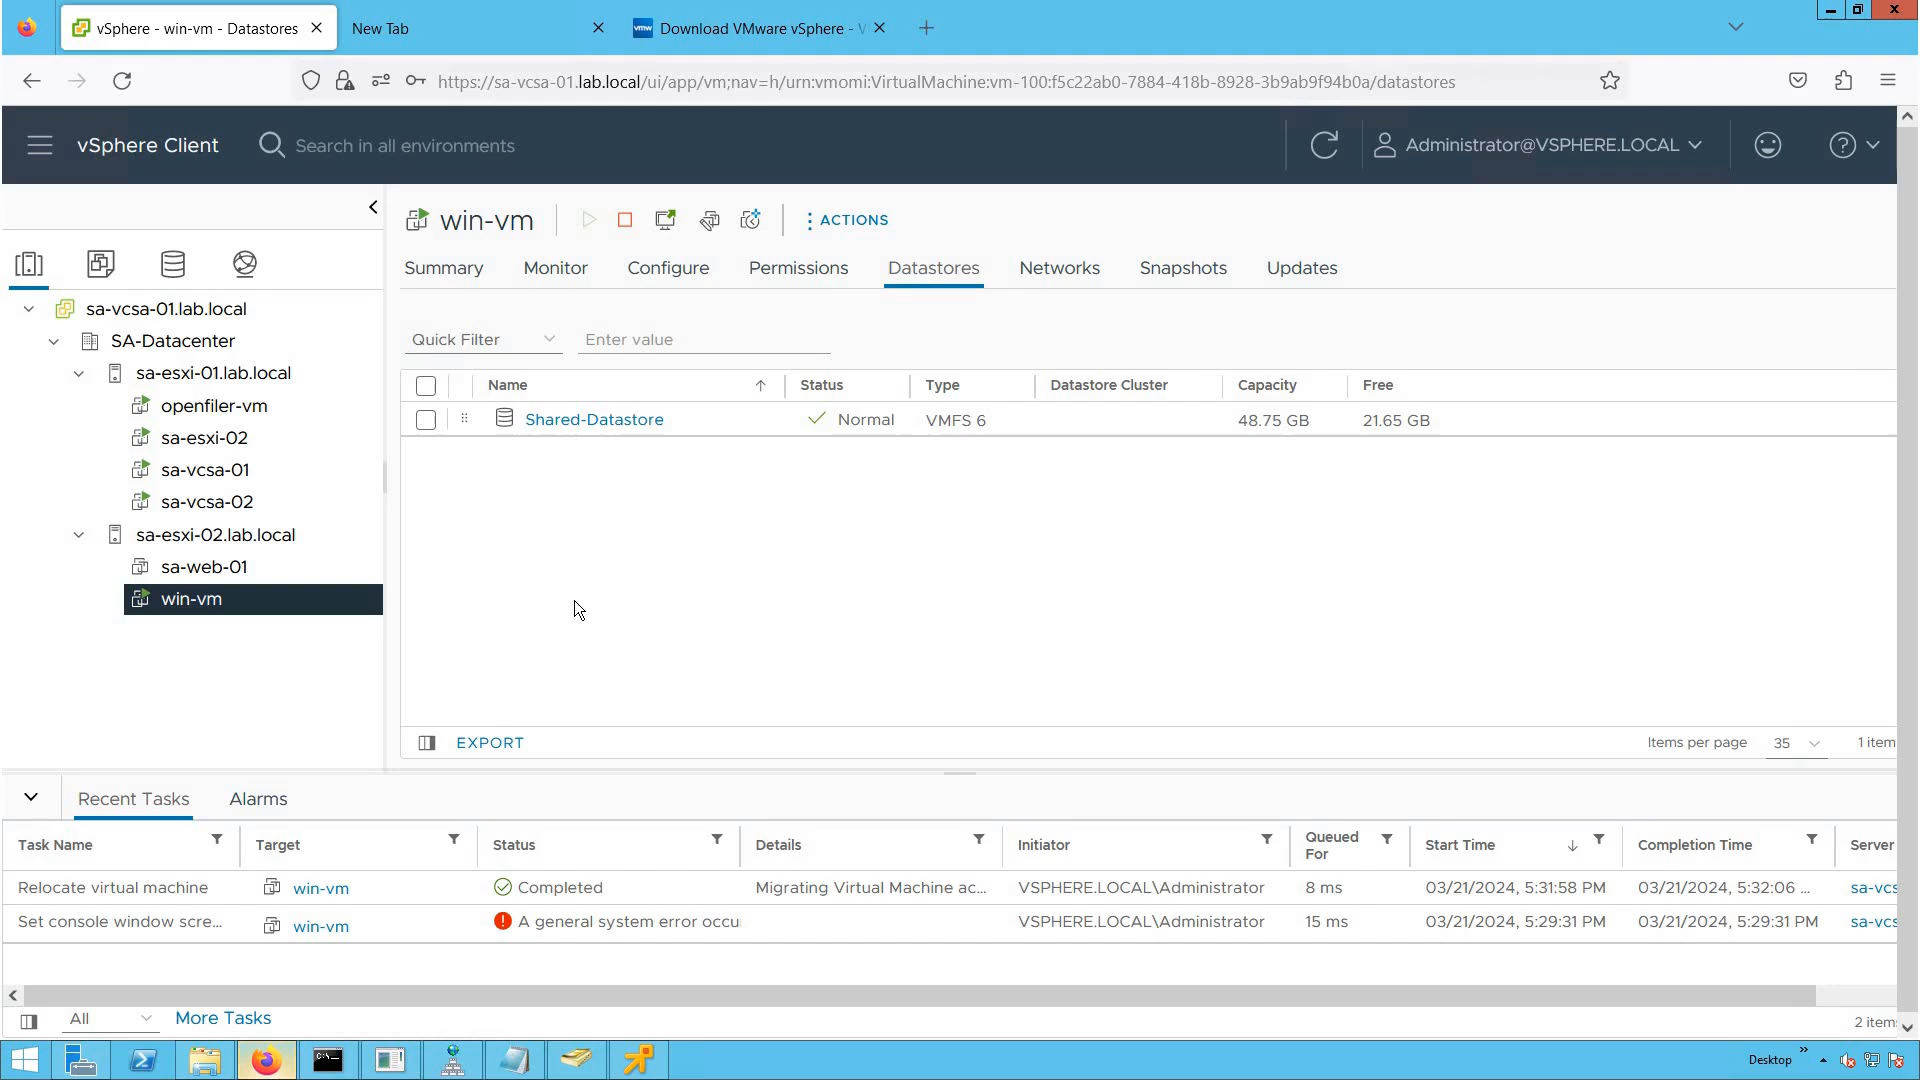 vSphere - win-vm - Datastores
New Tab
vmw Download VMware vSphere -
https://sa-vcsa-01.lab.local/ui/app/vm;nav=h/urn:vmomi:VirtualMachine:vm-100:f5c22ab0-7884-418b-8928-3b9ab9f94b0a/datastores
vSphere Client
Search in all environments
Administrator@VSPHERE.LOCAL
win-vm
ACTIONS
Summary Monitor Configure Permissions Datastores Networks Snapshots Updates
sa-vcsa-01.lab.local
SA-Datacenter
sa-esxi-01.lab.local
openfiler-vm
sa-esxi-02
sa-vcsa-01
sa-vcsa-02
sa-esxi-02.lab.local
sa-web-01
win-vm
Quick Filter Enter value
Name Status Type Datastore Cluster Capacity Free
Shared-Datastore Normal VMFS 6 48.75 GB 21.65 GB
EXPORT
Items per page 35 1 item
Recent Tasks Alarms
Task Name Target Status Details Initiator Queued For Start Time Completion Time Server
Relocate virtual machine win-vm Completed Migrating Virtual Machine ac... VSPHERE.LOCAL\Administrator 8 ms 03/21/2024, 5:31:58 PM 03/21/2024, 5:32:06 ... sa-vcs
Set console window scre... win-vm A general system error occu VSPHERE.LOCAL\Administrator 15 ms 03/21/2024, 5:29:31 PM 03/21/2024, 5:29:31 PM sa-vcs
All More Tasks
2 item
Desktop